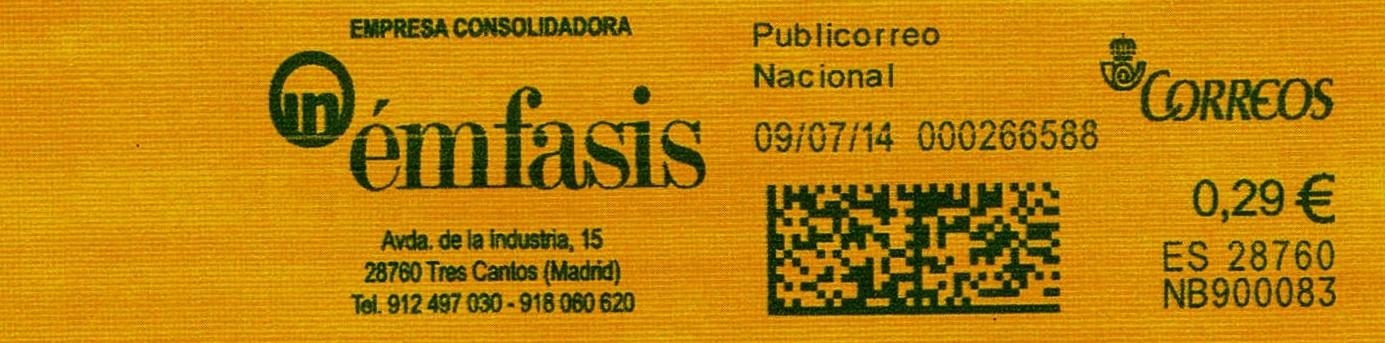 EMPRESA CONSOLIDADORA
in émfasis
Avda. de la Industria, 15
28760 Tres Cantos (Madrid)
Tel. 912 497 030 - 918 060 620
Publicorreo
Nacional
09/07/14 000266588
CORREOS
0,29 €
ES 28760
NB900083